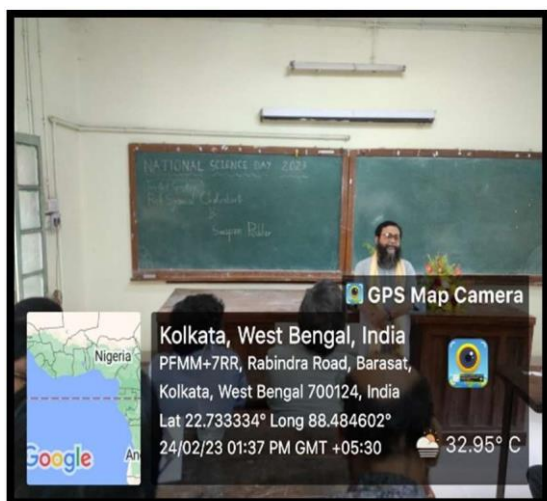 NATIONAL SCIENCE DAY 2023
GPS Map Camera
Nigeria
An
Google
Kolkata, West Bengal, India
PFMM+7RR, Rabindra Road, Barasat,
Kolkata, West Bengal 700124, India
Lat 22.733334° Long 88.484602°
24/02/23 01:37 PM GMT +05:30
32.95° C